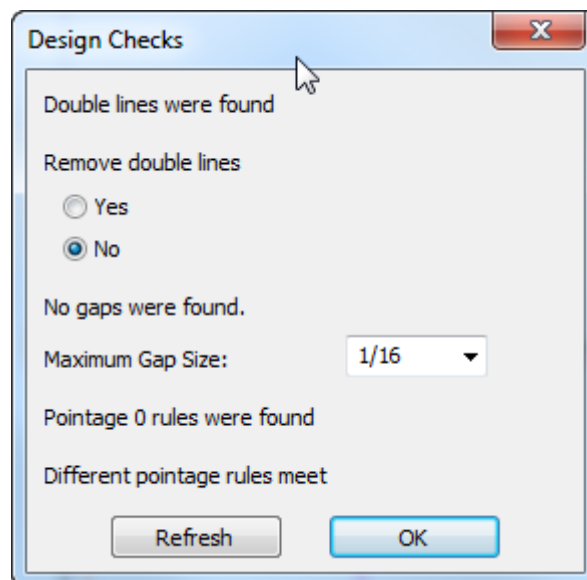 Design Checks
Double lines were found
Remove double lines
Yes
No
No gaps were found.
Maximum Gap Size: 1/16
Pointage 0 rules were found
Different pointage rules meet
Refresh OK